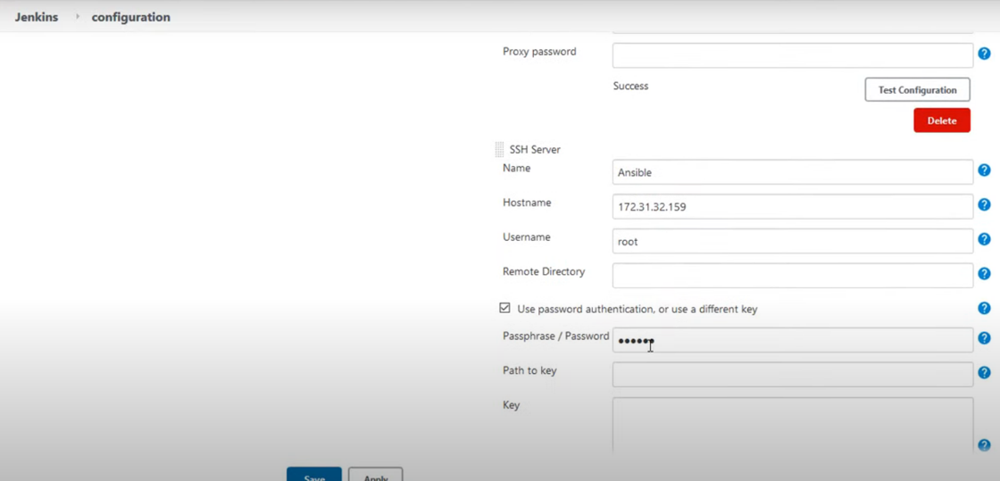 Jenkins › configuration
Proxy password
Success Test Configuration
Delete
SSH Server
Name Ansible
Hostname 172.31.32.159
Username root
Remote Directory
Use password authentication, or use a different key
Passphrase / Password ••••••
Path to key
Key
Save Apply